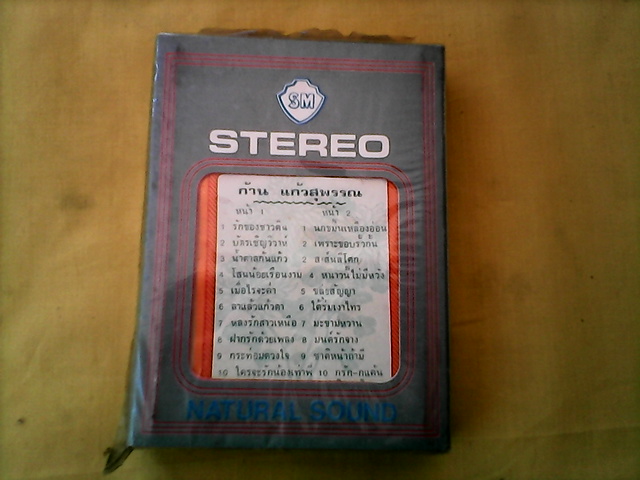 SM
STEREO
ก้าน แก้วสุพรรณ
หน้า 1 หน้า 2
1 รักของชาวดิน 1 นกขมิ้นเหลืองอ่อน
2 บัตรเชิญวิวาห์ 2 เพราะขอบรั้วกั้น
3 น้ำตาลก้นแก้ว 2 สาส์นสีโศก
4 โสนน้อยเรือนงาม 4 หนาวนี้ไม่มีหวัง
5 เมื่อไรจะค่ำ 5 ขอสัญญา
6 ลาแล้วแก้วตา 6 ใต้ร่มเงาไทร
7 หลงรักสาวเหนือ 7 มะขามหวาน
8 ฝากรักด้วยเพลง 8 มนต์รักจาง
9 กระท่อมดวงใจ 9 ชาติหน้าถ้ามี
10 ใครจะรักน้องเท่าพี่ 10 กรัก-กแค้น
NATURAL SOUND